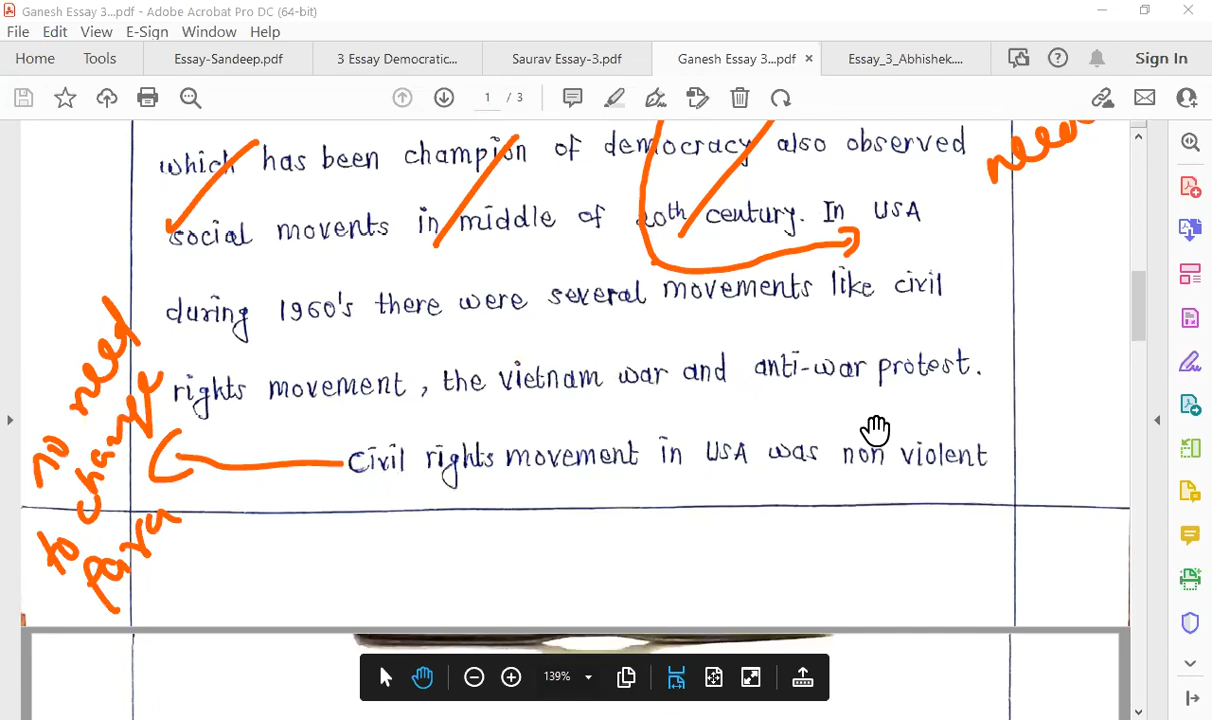 Ganesh Essay 3...pdf - Adobe Acrobat Pro DC (64-bit)
File Edit View E-Sign Window Help
Home Tools Essay-Sandeep.pdf 3 Essay Democratic... Saurav Essay-3.pdf Ganesh Essay 3...pdf × Essay_3_Abhishek.... Sign In
1 / 3
need
which has been champion of democracy also observed
social movents in middle of 20th century. In USA
during 1960's there were several movements like civil
rights movement, the vietnam war and anti-war protest.
Civil rights movement in USA was non violent
no need
to change
Para
139%